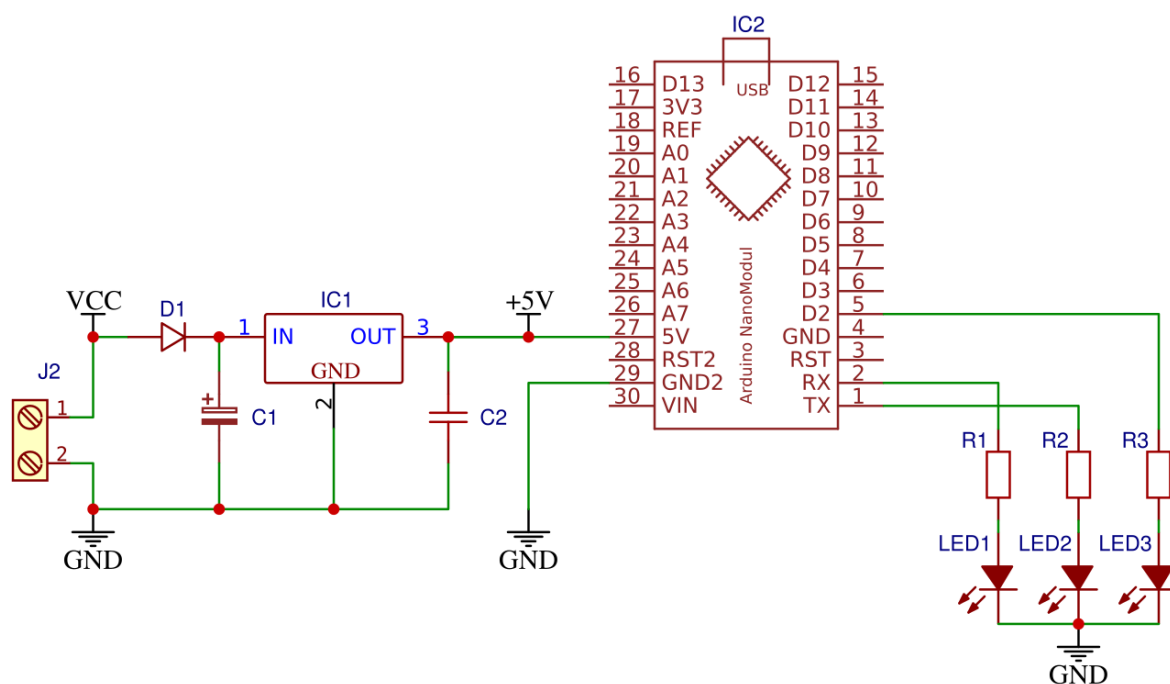 IC2
USB
16 D13 D12 15
17 3V3 D11 14
18 REF D10 13
19 A0 D9 12
20 A1 D8 11
21 A2 D7 10
22 A3 D6 9
23 A4 D5 8
24 A5 D4 7
25 A6 D3 6
26 A7 D2 5
27 5V GND 4
28 RST2 RST 3
29 GND2 RX 2
30 VIN TX 1
Arduino NanoModul
VCC
D1
IC1
+5V
1 IN OUT 3
GND
2
J2
1
2
+
C1
C2
GND
GND
R1 R2 R3
LED1 LED2 LED3
GND